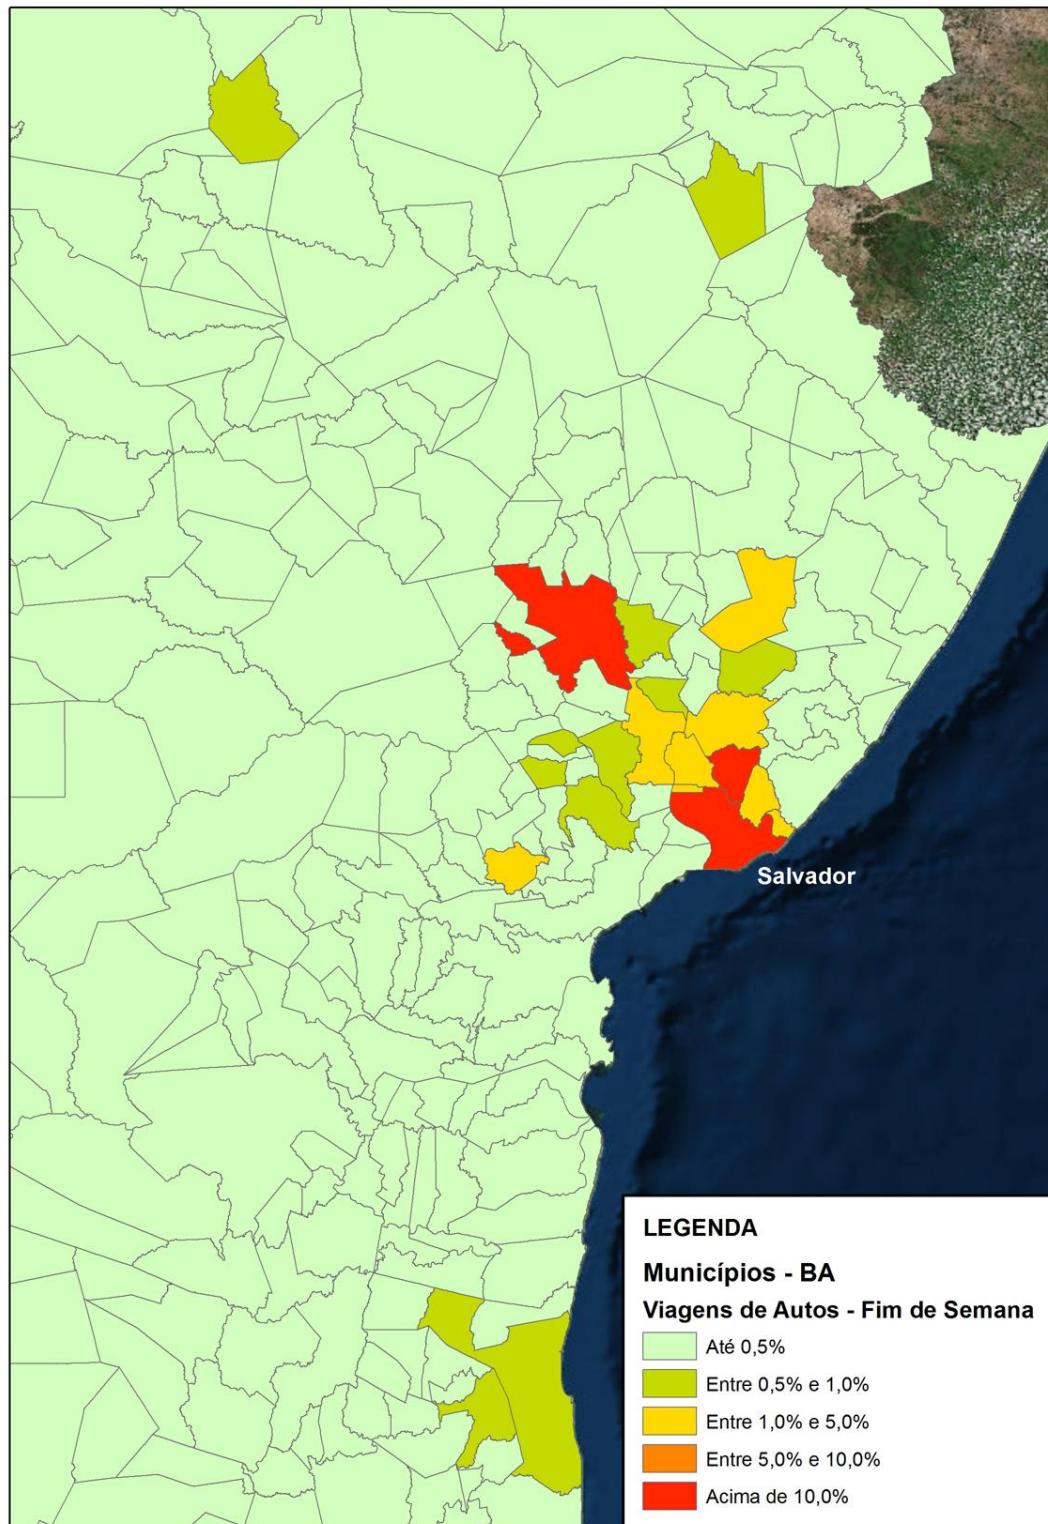 Salvador
LEGENDA
Municípios - BA
Viagens de Autos - Fim de Semana
Até 0,5%
Entre 0,5% e 1,0%
Entre 1,0% e 5,0%
Entre 5,0% e 10,0%
Acima de 10,0%